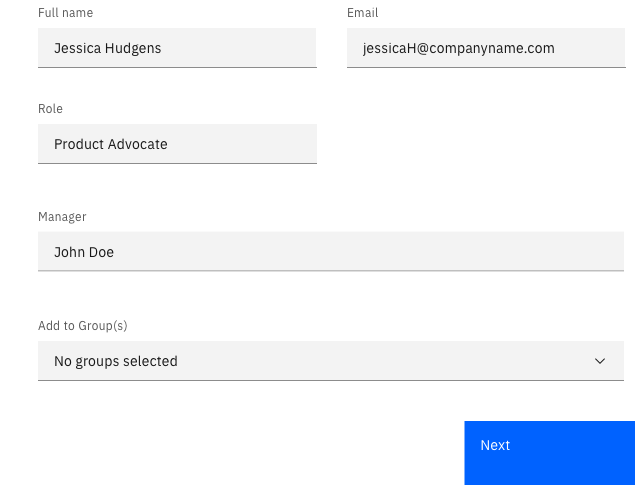 Full name
Email
Jessica Hudgens
jessicaH@companyname.com
Role
Product Advocate
Manager
John Doe
Add to Group(s)
No groups selected
Next